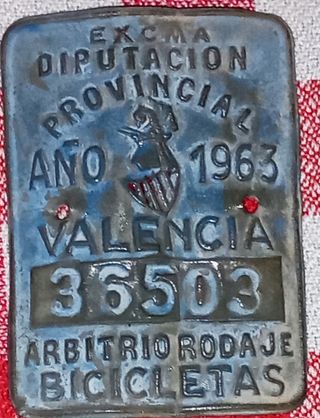 EXCMA
DIPUTACION
PROVINCIAL
AÑO 1963
VALENCIA
36503
ARBITRIO RODAJE
BICICLETAS